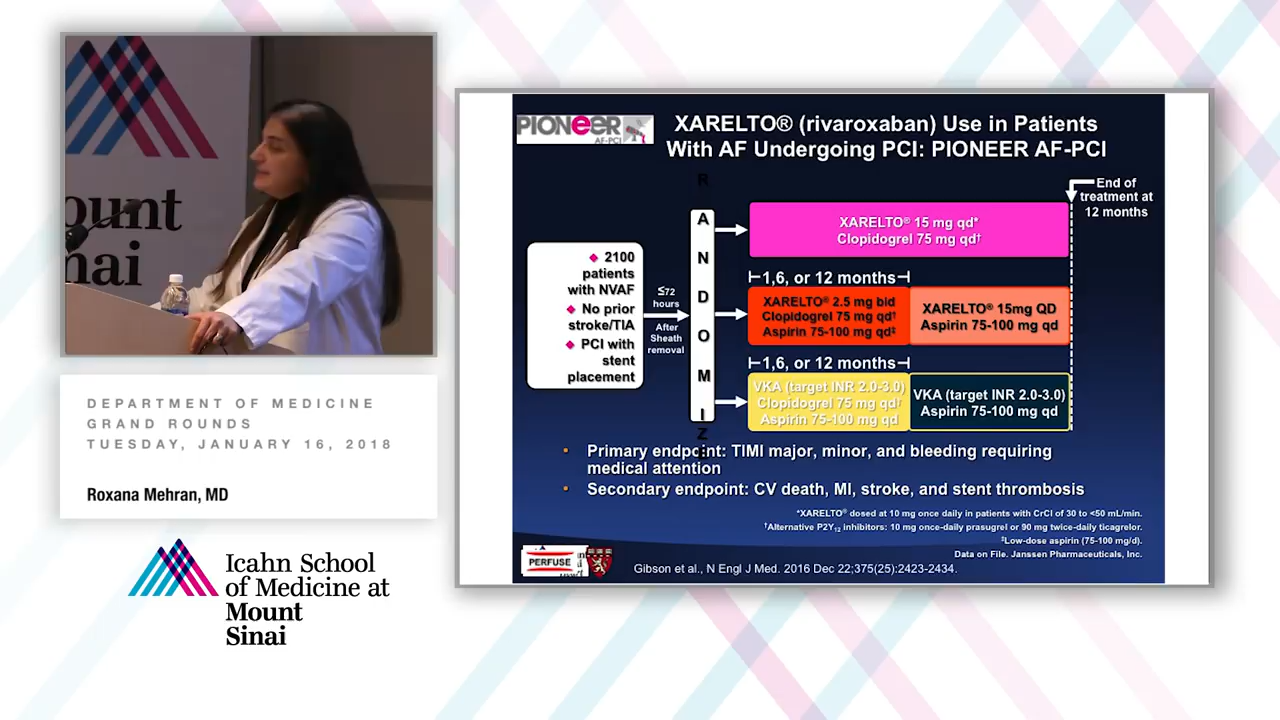 ount
inai
DEPARTMENT OF MEDICINE
GRAND ROUNDS
TUESDAY, JANUARY 16, 2018
Roxana Mehran, MD
Icahn School
of Medicine at
Mount
Sinai
PIONEER
AF-PCI
XARELTO® (rivaroxaban) Use in Patients
With AF Undergoing PCI: PIONEER AF-PCI
◆ 2100
patients
with NVAF
◆ No prior
stroke/TIA
◆ PCI with
stent
placement
≤72
hours
After
Sheath
removal
R
A
N
D
O
M
I
Z
E
End of
treatment at
12 months
XARELTO® 15 mg qd*
Clopidogrel 75 mg qd†
1,6, or 12 months
XARELTO® 2.5 mg bid
Clopidogrel 75 mg qd†
Aspirin 75-100 mg qd‡
XARELTO® 15mg QD
Aspirin 75-100 mg qd
1,6, or 12 months
VKA (target INR 2.0-3.0)
Clopidogrel 75 mg qd†
Aspirin 75-100 mg qd
VKA (target INR 2.0-3.0)
Aspirin 75-100 mg qd
• Primary endpoint: TIMI major, minor, and bleeding requiring
medical attention
• Secondary endpoint: CV death, MI, stroke, and stent thrombosis
*XARELTO® dosed at 10 mg once daily in patients with CrCl of 30 to <50 mL/min.
†Alternative P2Y12 inhibitors: 10 mg once-daily prasugrel or 90 mg twice-daily ticagrelor.
‡Low-dose aspirin (75-100 mg/d).
Data on File. Janssen Pharmaceuticals, Inc.
PERFUSE
Gibson et al., N Engl J Med. 2016 Dec 22;375(25):2423-2434.